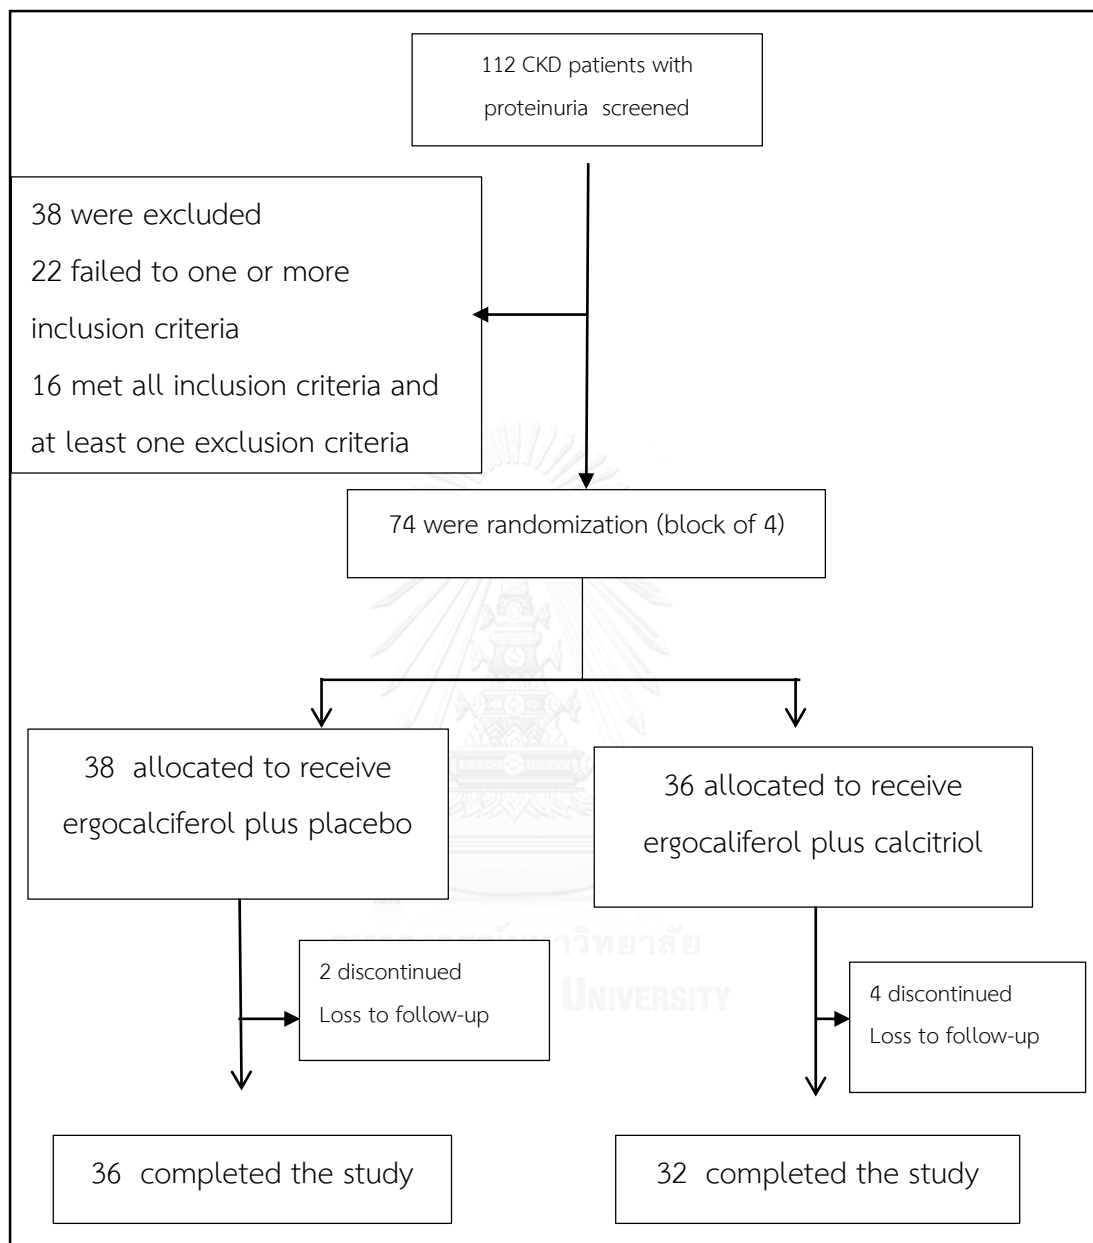 112 CKD patients with
proteinuria screened
38 were excluded
22 failed to one or more
inclusion criteria
16 met all inclusion criteria and
at least one exclusion criteria
74 were randomization (block of 4)
38 allocated to receive
ergocalciferol plus placebo
36 allocated to receive
ergocaliferol plus calcitriol
2 discontinued
Loss to follow-up
4 discontinued
Loss to follow-up
UNIVERSITY
36 completed the study
32 completed the study